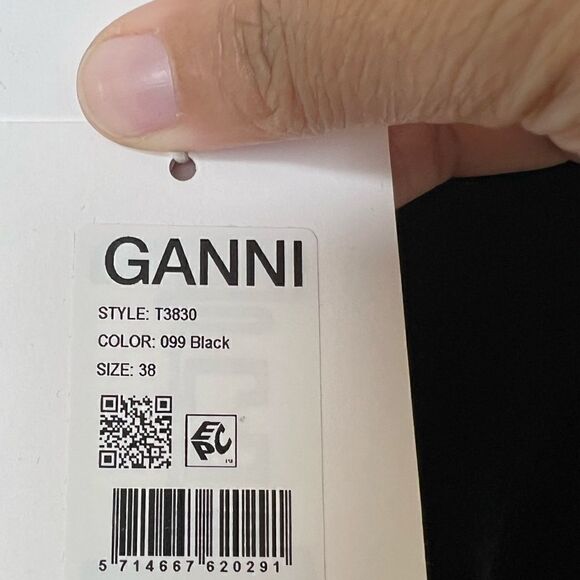 GANNI
STYLE: T3830
COLOR: 099 Black
SIZE: 38
EPC
5 714667 620291